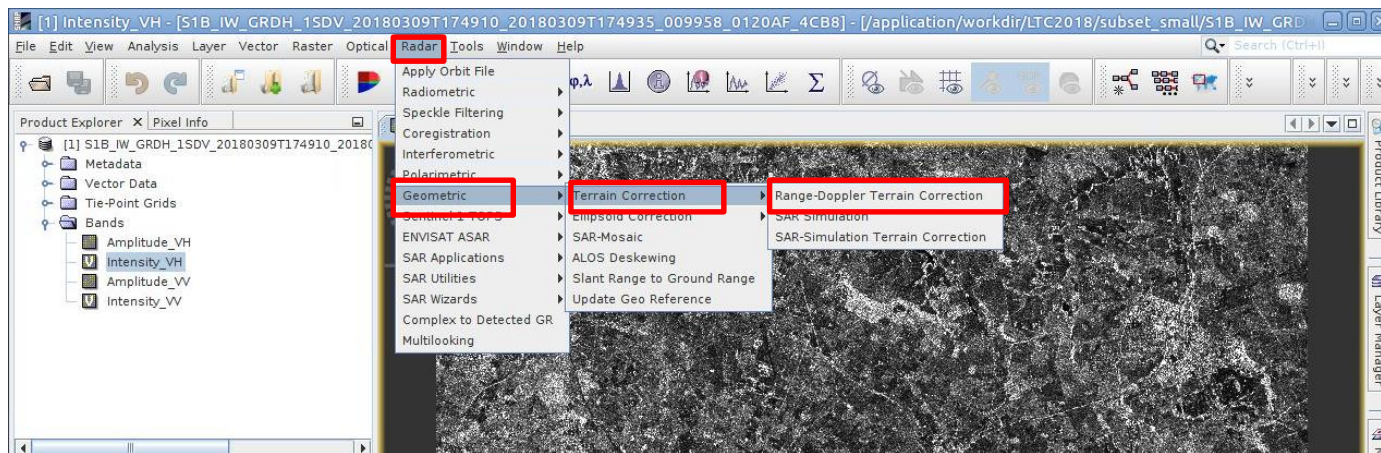 [1] Intensity_VH - [S1B_IW_GRDH_1SDV_20180309T174910_20180309T174935_009958_0120AF_4CB8] - [/application/workdir/LTC2018/subset_small/S1B_IW_GRD
File Edit View Analysis Layer Vector Raster Optical Radar Tools Window Help
Search (Ctrl+I)
Product Explorer X Pixel Info
[1] S1B_IW_GRDH_1SDV_20180309T174910_20180
Metadata
Vector Data
Tie-Point Grids
Bands
Amplitude_VH
Intensity_VH
Amplitude_VV
Intensity_VV
Apply Orbit File
Radiometric
Speckle Filtering
Coregistration
Interferometric
Polarimetric
Geometric
Sentinel-1 TOPS
ENVISAT ASAR
SAR Applications
SAR Utilities
SAR Wizards
Complex to Detected GR
Multilooking
Terrain Correction
Ellipsoid Correction
SAR-Mosaic
ALOS Deskewing
Slant Range to Ground Range
Update Geo Reference
Range-Doppler Terrain Correction
SAR Simulation
SAR-Simulation Terrain Correction
φ,λ
Σ
Product Library
Layer Manager